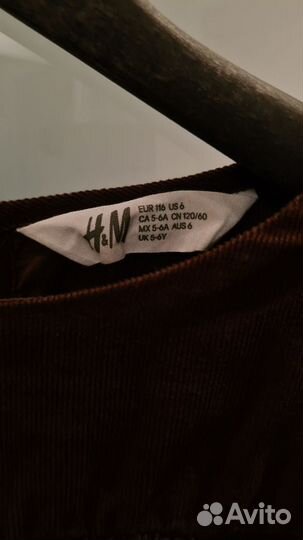 H&M
EUR 116 US 6
CA 5-6A CN 120/60
MX 5-6A AUS 6
UK 5-6Y
Avito